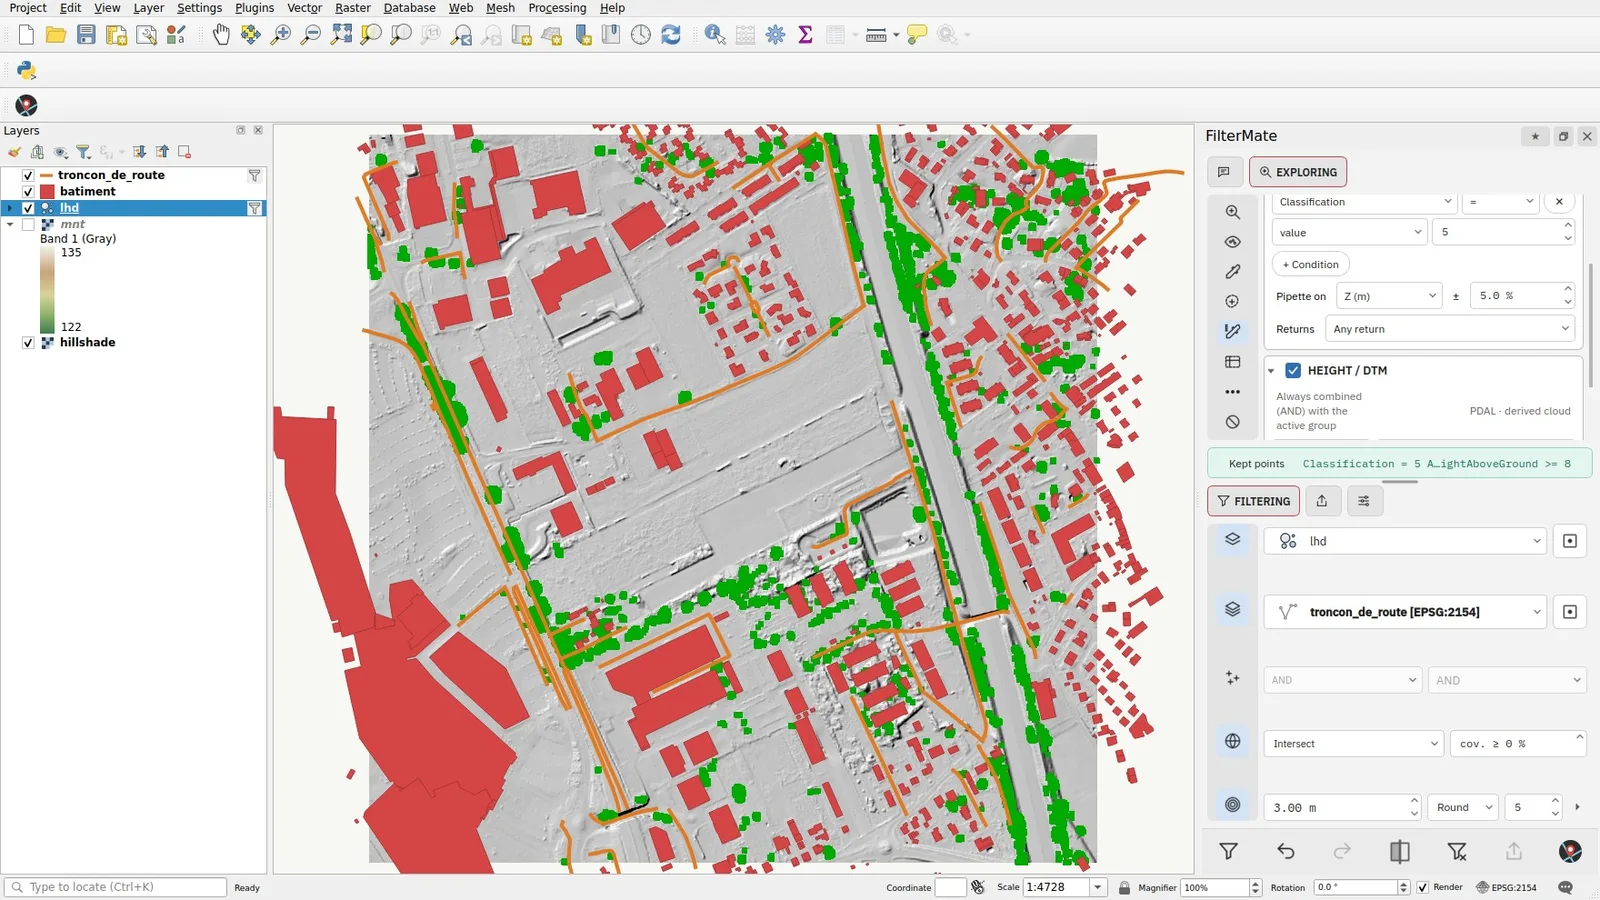 Project Edit View Layer Settings Plugins Vector Raster Database Web Mesh Processing Help
Layers
troncon_de_route
batiment
lhd
mnt
Band 1 (Gray)
135
122
hillshade
FilterMate
EXPLORING
Classification =
value 5
+ Condition
Pipette on Z (m) ± 5.0 %
Returns Any return
HEIGHT / DTM
Always combined
(AND) with the
active group
PDAL · derived cloud
Kept points Classification = 5 A…ightAboveGround >= 8
FILTERING
lhd
troncon_de_route [EPSG:2154]
AND AND
Intersect cov. ≥ 0 %
3.00 m Round 5
Type to locate (Ctrl+K) Ready Coordinate Scale 1:4728 Magnifier 100% Rotation 0.0 ° Render EPSG:2154